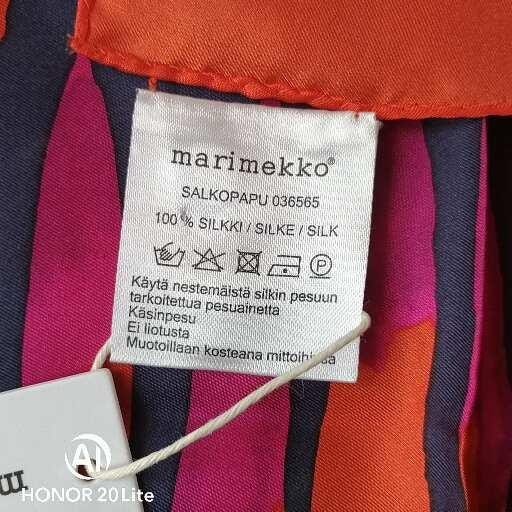 marimekko®
SALKOPAPU 036565
100 % SILKKI / SILKE / SILK
Käytä nestemäistä silkin pesuun
tarkoitettua pesuainetta
Käsinpesu
Ei liotusta
Muotoillaan kosteana mittoihinsa
m
AI
HONOR 20 Lite